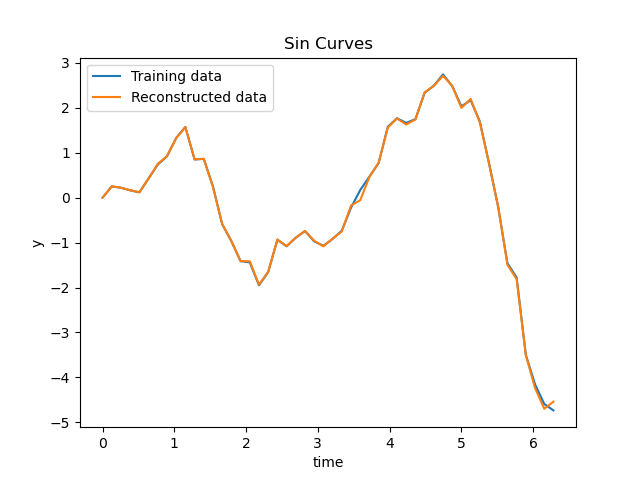 Sin Curves
Training data
Reconstructed data
3
2
1
0
−1
−2
−3
−4
−5
y
0 1 2 3 4 5 6
time